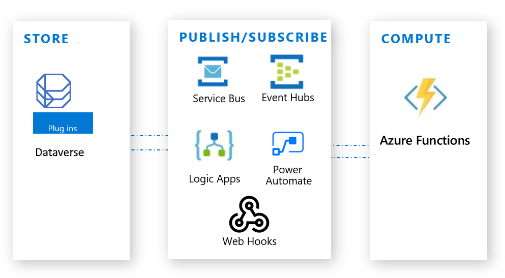 STORE
Plug ins
Dataverse
PUBLISH/SUBSCRIBE
Service Bus
Event Hubs
Logic Apps
Power
Automate
Web Hooks
COMPUTE
Azure Functions